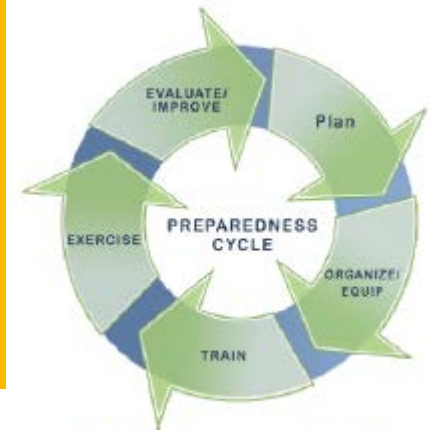 PREPAREDNESS
CYCLE
Plan
ORGANIZE/
EQUIP
TRAIN
EXERCISE
EVALUATE/
IMPROVE